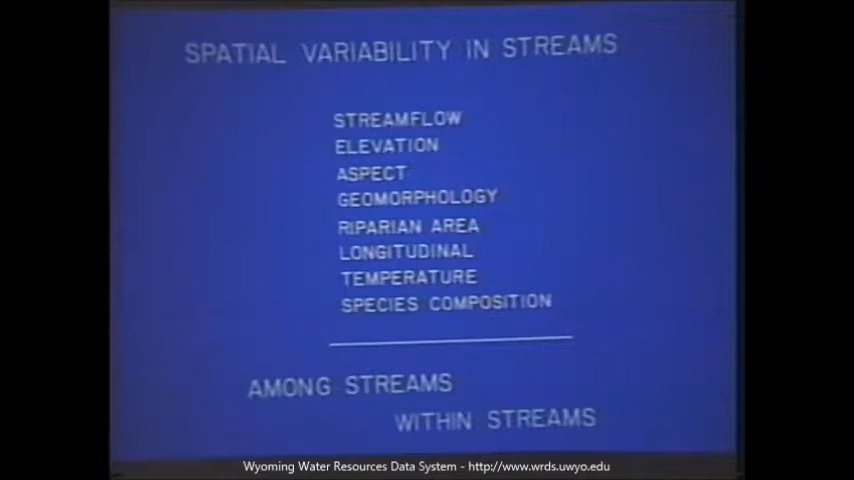 SPATIAL VARIABILITY IN STREAMS
STREAMFLOW
ELEVATION
ASPECT
GEOMORPHOLOGY
RIPARIAN AREA
LONGITUDINAL
TEMPERATURE
SPECIES COMPOSITION
AMONG STREAMS
WITHIN STREAMS
Wyoming Water Resources Data System - http://www.wrds.uwyo.edu